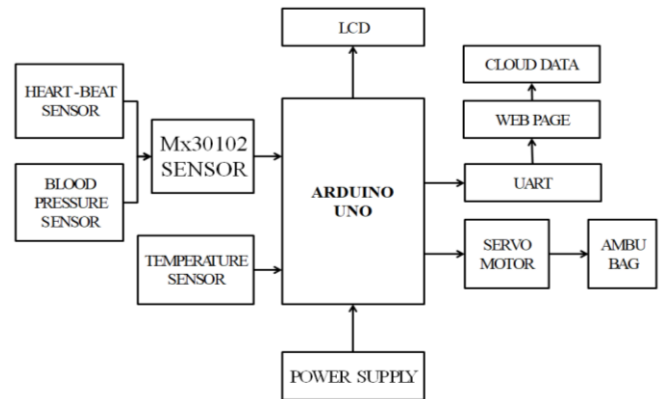 LCD
HEART-BEAT
SENSOR
BLOOD
PRESSURE
SENSOR
Mx30102
SENSOR
TEMPERATURE
SENSOR
ARDUINO
UNO
POWER SUPPLY
CLOUD DATA
WEB PAGE
UART
SERVO
MOTOR
AMBU
BAG